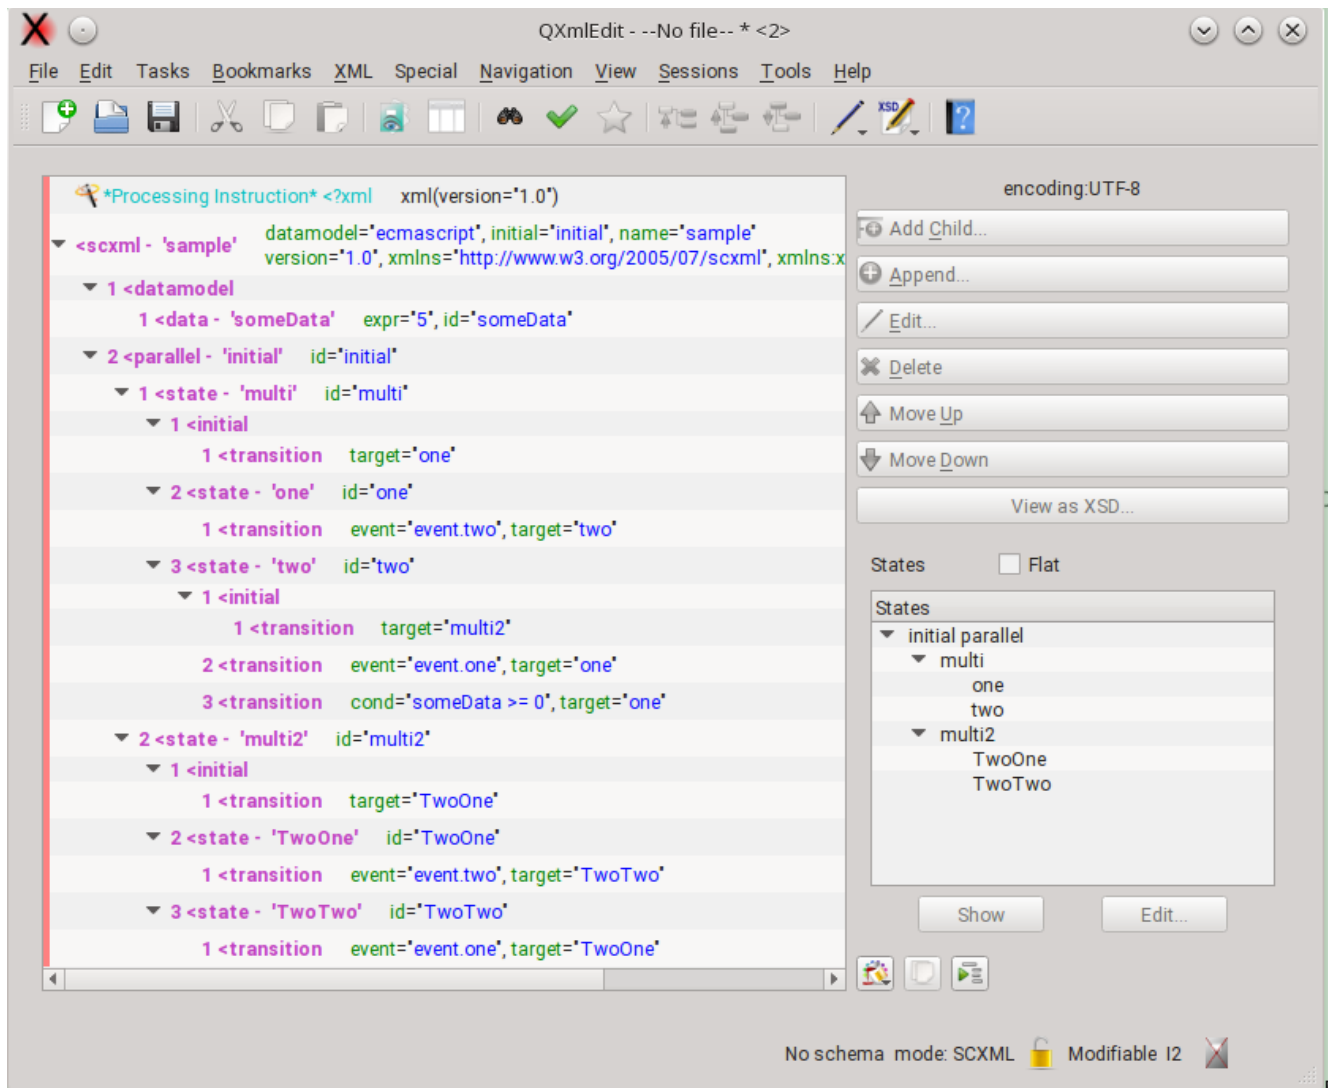 QXmlEdit - --No file-- * <2>
File Edit Tasks Bookmarks XML Special Navigation View Sessions Tools Help
XSD
?
*Processing Instruction* <?xml xml(version="1.0")
<scxml - 'sample' datamodel="ecmascript", initial="initial", name="sample"
version="1.0", xmlns="http://www.w3.org/2005/07/scxml", xmlns:x
1 <datamodel
1 <data - 'someData' expr="5", id="someData"
2 <parallel - 'initial' id="initial"
1 <state - 'multi' id="multi"
1 <initial
1 <transition target="one"
2 <state - 'one' id="one"
1 <transition event="event.two", target="two"
3 <state - 'two' id="two"
1 <initial
1 <transition target="multi2"
2 <transition event="event.one", target="one"
3 <transition cond="someData >= 0", target="one"
2 <state - 'multi2' id="multi2"
1 <initial
1 <transition target="TwoOne"
2 <state - 'TwoOne' id="TwoOne"
1 <transition event="event.two", target="TwoTwo"
3 <state - 'TwoTwo' id="TwoTwo"
1 <transition event="event.one", target="TwoOne"
encoding:UTF-8
Add Child...
Append...
Edit...
Delete
Move Up
Move Down
View as XSD...
States Flat
States
initial parallel
multi
one
two
multi2
TwoOne
TwoTwo
Show Edit...
No schema mode: SCXML Modifiable I2